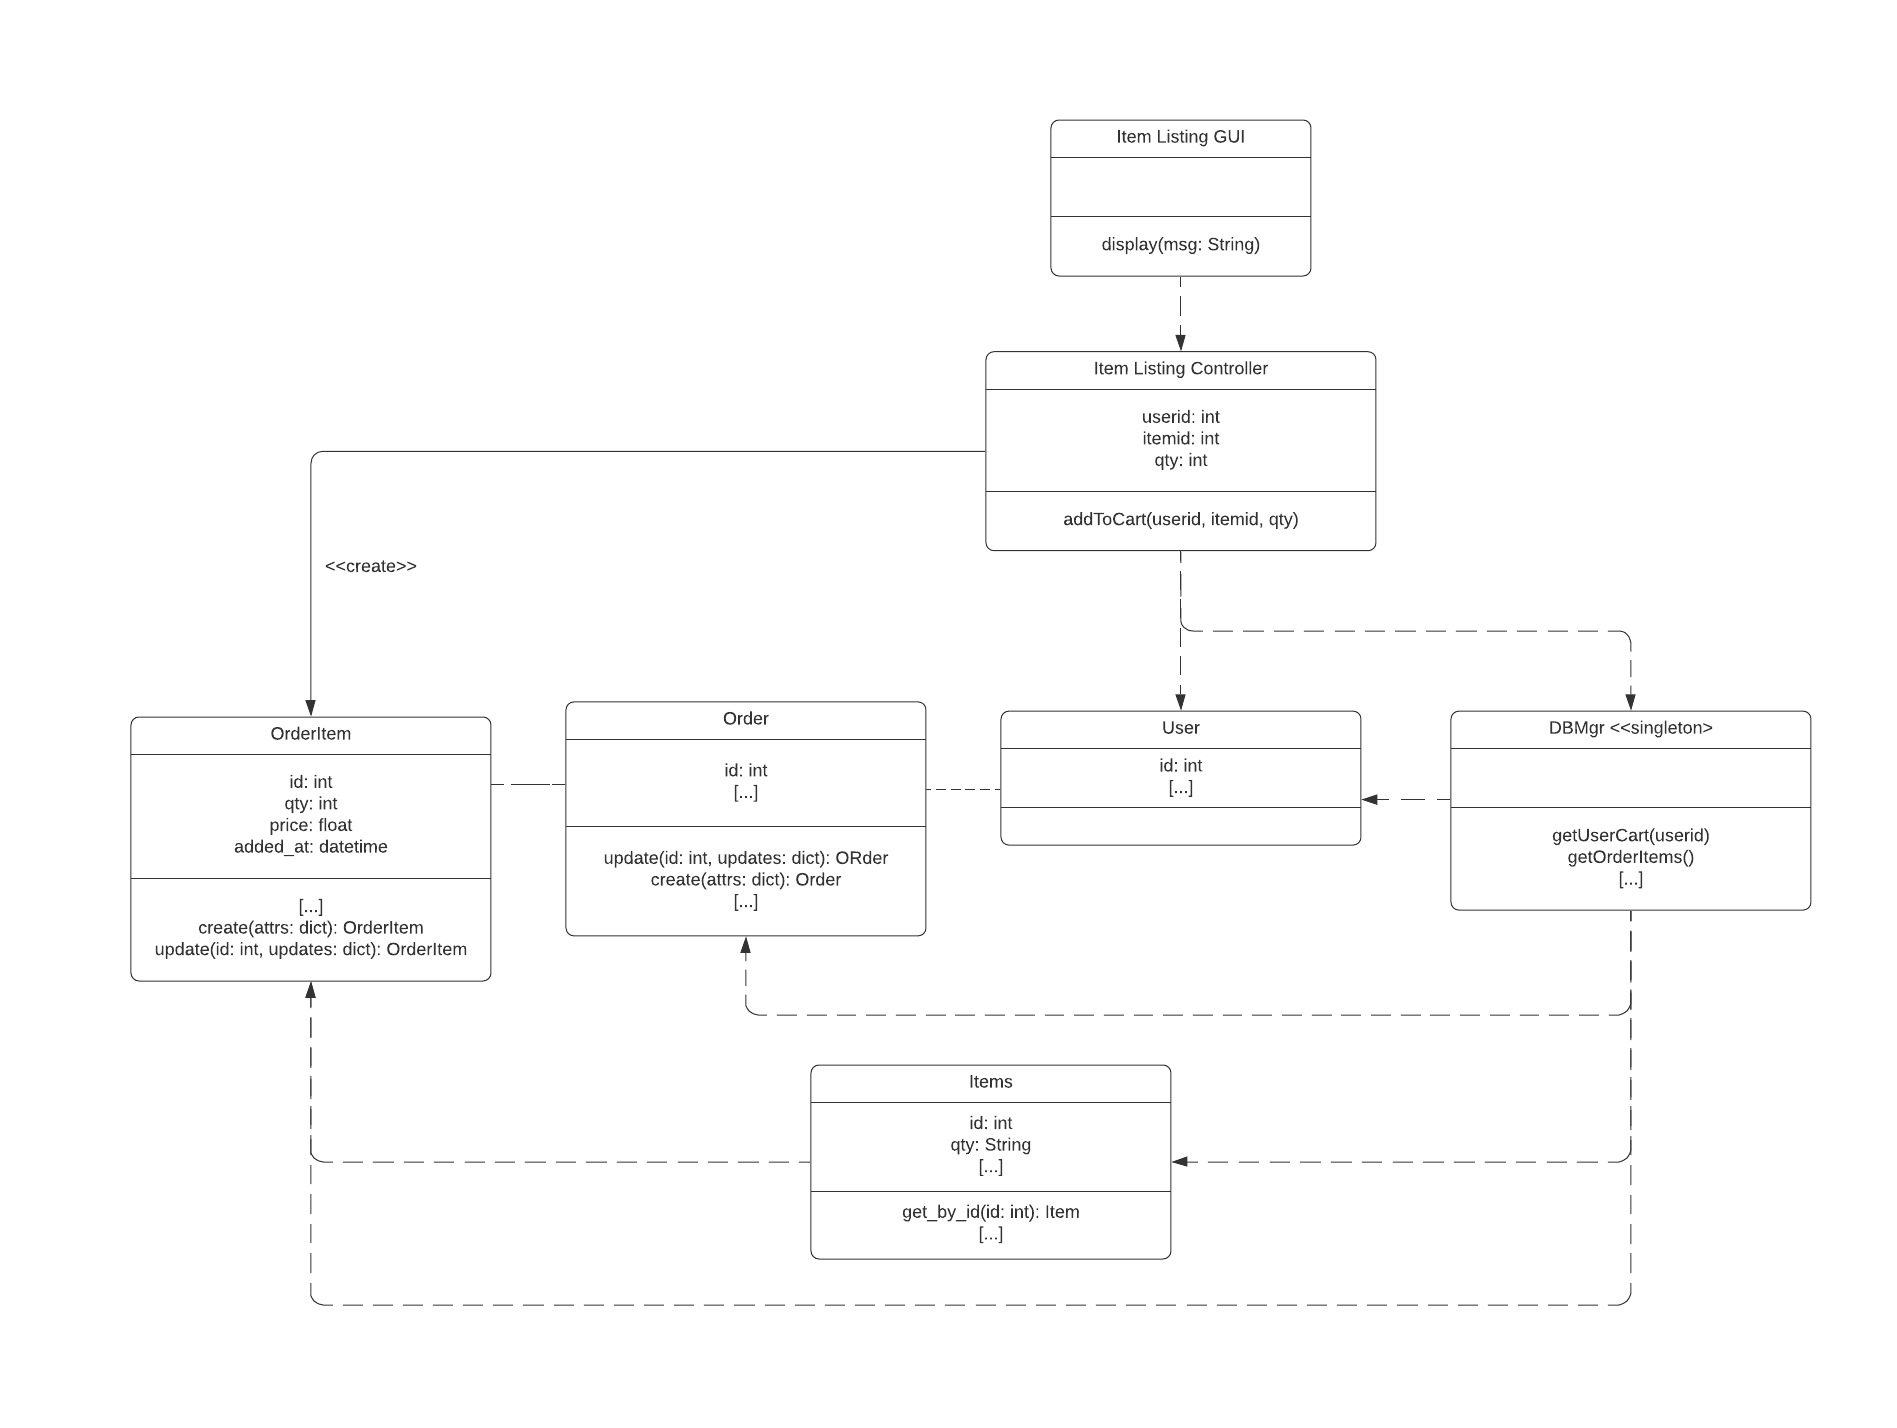 Item Listing GUI
display(msg: String)
Item Listing Controller
userid: int
itemid: int
qty: int
addToCart(userid, itemid, qty)
<<create>>
OrderItem
id: int
qty: int
price: float
added_at: datetime
[...]
create(attrs: dict): OrderItem
update(id: int, updates: dict): OrderItem
Order
id: int
[...]
update(id: int, updates: dict): ORder
create(attrs: dict): Order
[...]
User
id: int
[...]
DBMgr <<singleton>
getUserCart(userid)
getOrderItems()
[...]
Items
id: int
qty: String
[...]
get_by_id(id: int): Item
[...]